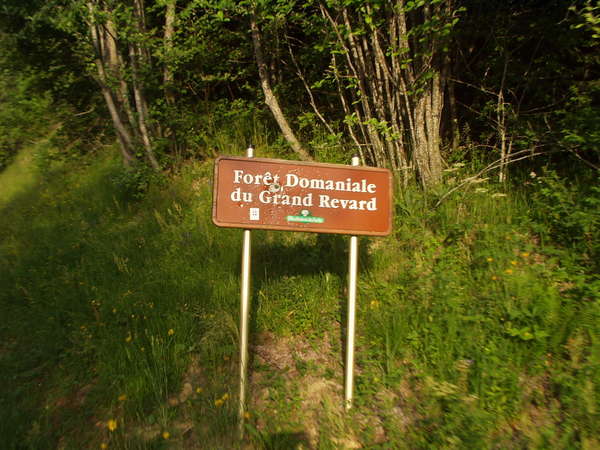 Forêt Domaniale
du Grand Revard